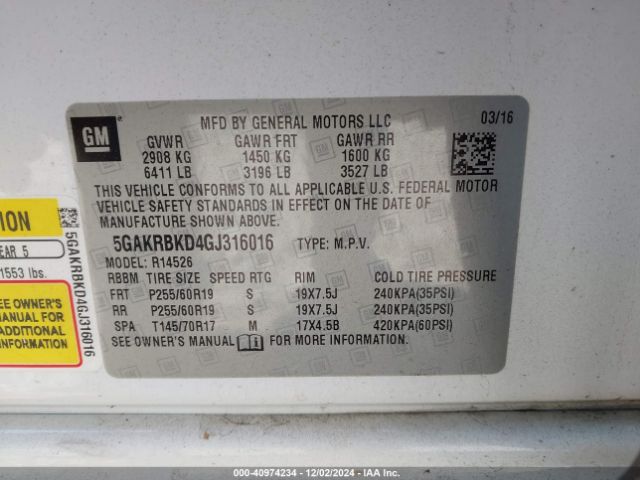 GM
MFD BY GENERAL MOTORS LLC 03/16
GVWR GAWR FRT GAWR RR
2908 KG 1450 KG 1600 KG
6411 LB 3196 LB 3527 LB
THIS VEHICLE CONFORMS TO ALL APPLICABLE U.S. FEDERAL MOTOR
VEHICLE SAFETY STANDARDS IN EFFECT ON THE DATE OF
MANUFACTURE SHOWN ABOVE.
5GAKRBKD4GJ316016 TYPE: M.P.V.
MODEL: R14526
RBBM TIRE SIZE SPEED RTG RIM COLD TIRE PRESSURE
FRT P255/60R19 S 19X7.5J 240KPA(35PSI)
RR P255/60R19 S 19X7.5J 240KPA(35PSI)
SPA T145/70R17 M 17X4.5B 420KPA(60PSI)
SEE OWNER'S MANUAL FOR MORE INFORMATION.
TION
EAR 5
1553 lbs.
SEE OWNER'S
MANUAL FOR
ADDITIONAL
INFORMATION
5GAKRBKD4GJ316016
000-40974234 - 12/02/2024 - IAA Inc.